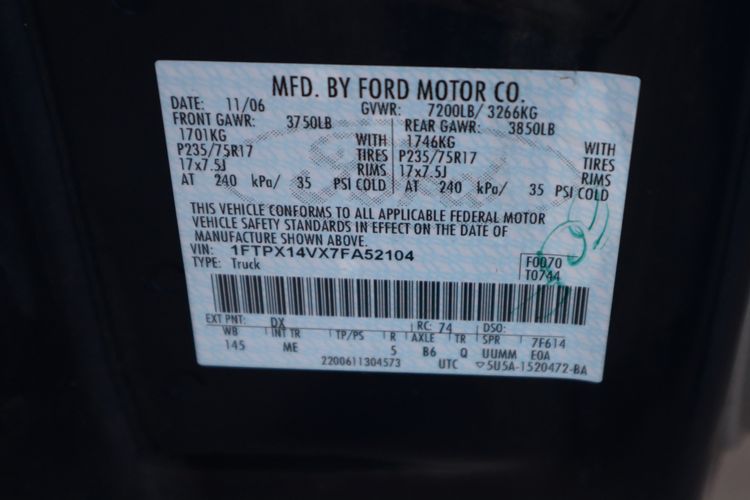 MFD. BY FORD MOTOR CO.
DATE: 11/06 GVWR: 7200LB/ 3266KG
FRONT GAWR: 3750LB REAR GAWR: 3850LB
1701KG WITH 1746KG WITH
P235/75R17 TIRES P235/75R17 TIRES
17x7.5J RIMS 17x7.5J RIMS
AT 240 kPa/ 35 PSI COLD AT 240 kPa/ 35 PSI COLD
THIS VEHICLE CONFORMS TO ALL APPLICABLE FEDERAL MOTOR
VEHICLE SAFETY STANDARDS IN EFFECT ON THE DATE OF
MANUFACTURE SHOWN ABOVE.
VIN: 1FTPX14VX7FA52104 F0070
TYPE: Truck T0744
EXT PNT: DX RC: 74 DSO:
WB INT TR TP/PS R AXLE TR SPR 7F614
145 ME 5 B6 Q UUMM E0A
2200611304573 UTC ▽5U5A-1520472-BA